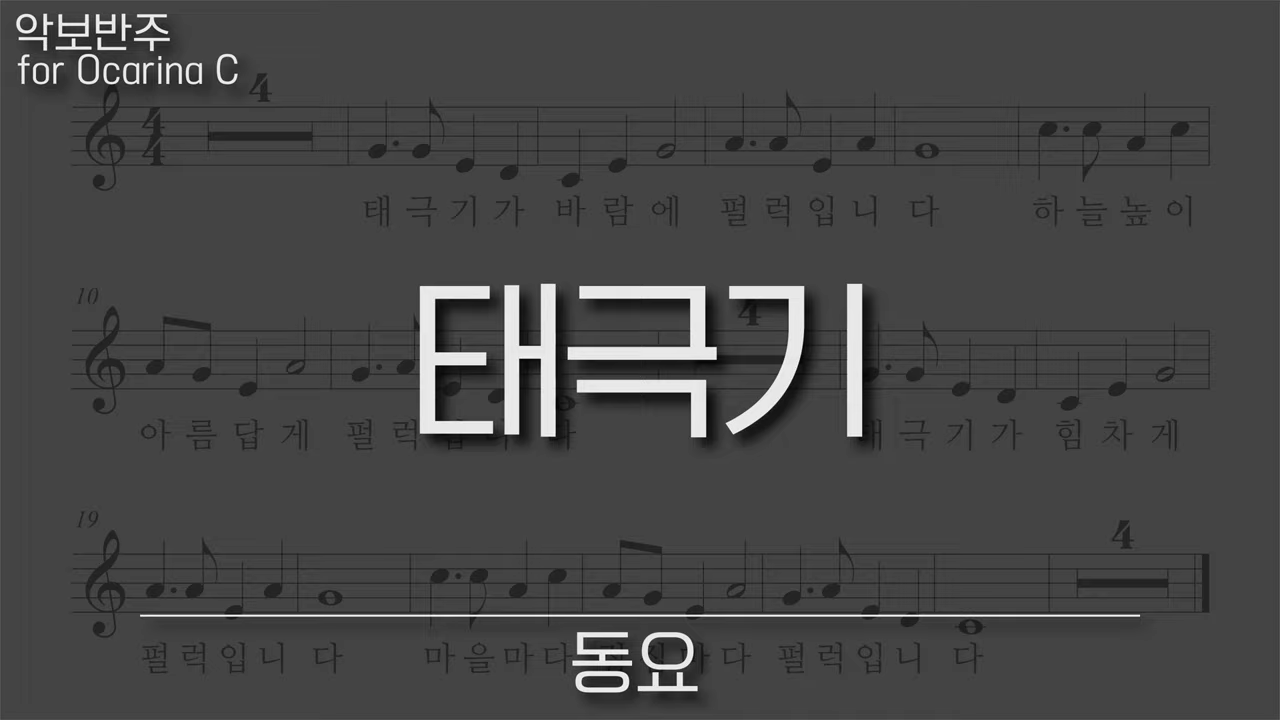 악보반주
for Ocarina C
4
태극기가 바람에 펄럭입니다 하늘높이
태극기
10
4
아름답게 펄럭입니다 태극기가 힘차게
19
4
펄럭입니다 마을마다 펄럭입니다
동요